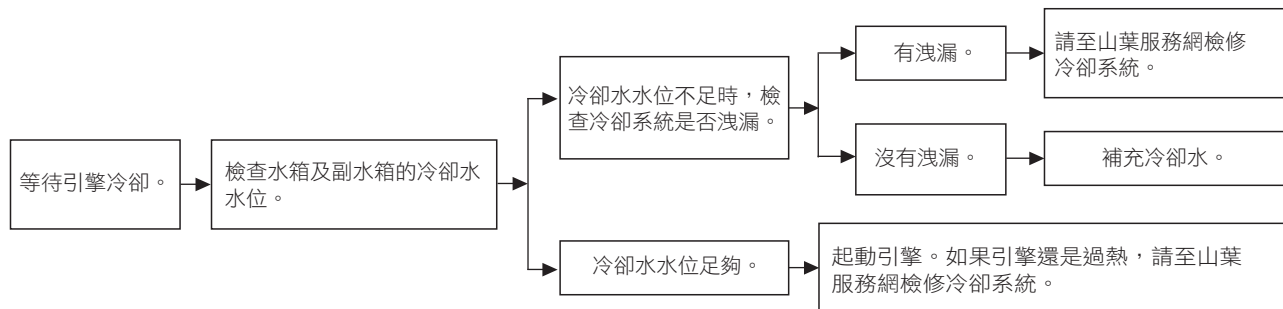 等待引擎冷卻。
檢查水箱及副水箱的冷卻水
水位。
冷卻水水位不足時，檢
查冷卻系統是否洩漏。
有洩漏。
請至山葉服務網檢修
冷卻系統。
沒有洩漏。
補充冷卻水。
冷卻水水位足夠。
起動引擎。如果引擎還是過熱，請至山葉
服務網檢修冷卻系統。